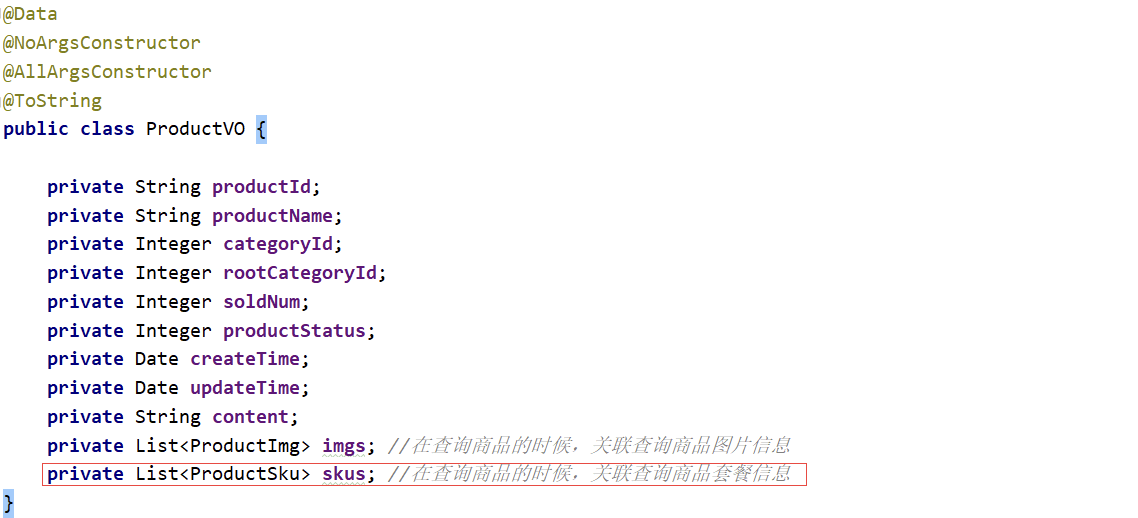 @Data
@NoArgsConstructor
@AllArgsConstructor
@ToString
public class ProductVO {
private String productId;
private String productName;
private Integer categoryId;
private Integer rootCategoryId;
private Integer soldNum;
private Integer productStatus;
private Date createTime;
private Date updateTime;
private String content;
private List<ProductImg> imgs; //在查询商品的时候，关联查询商品图片信息
private List<ProductSku> skus; //在查询商品的时候，关联查询商品套餐信息
}